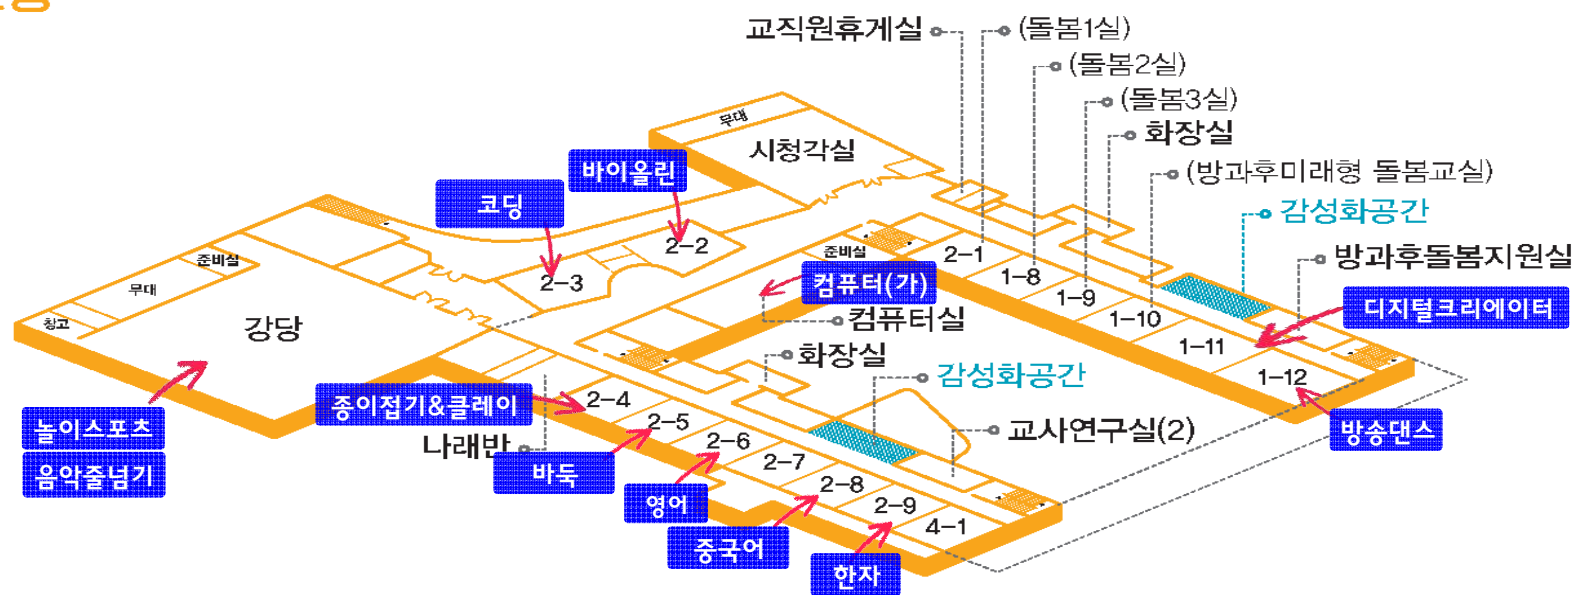 교직원휴게실
(돌봄1실)
(돌봄2실)
(돌봄3실)
화장실
(방과후미래형 돌봄교실)
감성화공간
방과후돌봄지원실
디지털크리에이터
무대
시청각실
바이올린
코딩
2-2
2-3
준비실
2-1
1-8
1-9
1-10
1-11
1-12
방송댄스
컴퓨터(가)
컴퓨터실
준비실
무대
창고
강당
놀이스포츠
음악줄넘기
화장실
감성화공간
교사연구실(2)
종이접기&클레이
나래반
2-4
2-5
2-6
2-7
2-8
2-9
4-1
바둑
영어
중국어
한자